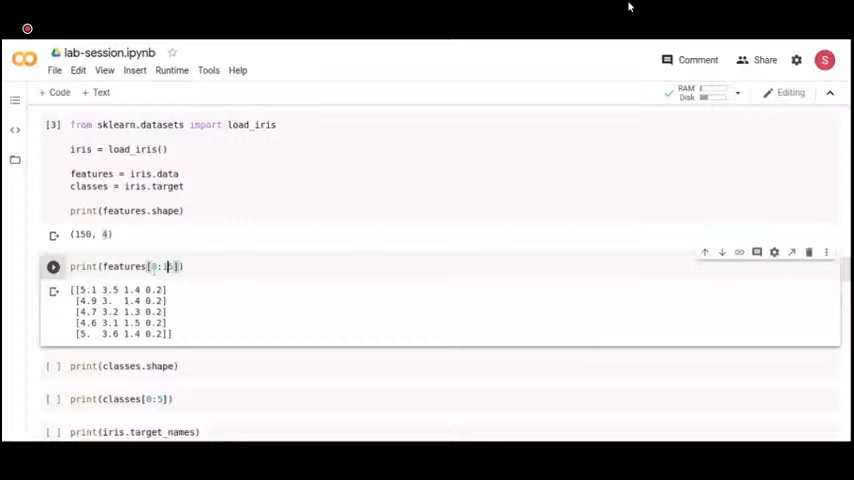 lab-session.ipynb
File Edit View Insert Runtime Tools Help
Comment Share S
+ Code + Text
RAM
Disk
Editing
[3] from sklearn.datasets import load_iris
iris = load_iris()
features = iris.data
classes = iris.target
print(features.shape)
(150, 4)
print(features[0:15])
[[5.1 3.5 1.4 0.2]
[4.9 3. 1.4 0.2]
[4.7 3.2 1.3 0.2]
[4.6 3.1 1.5 0.2]
[5. 3.6 1.4 0.2]]
[ ] print(classes.shape)
[ ] print(classes[0:5])
[ ] print(iris.target_names)